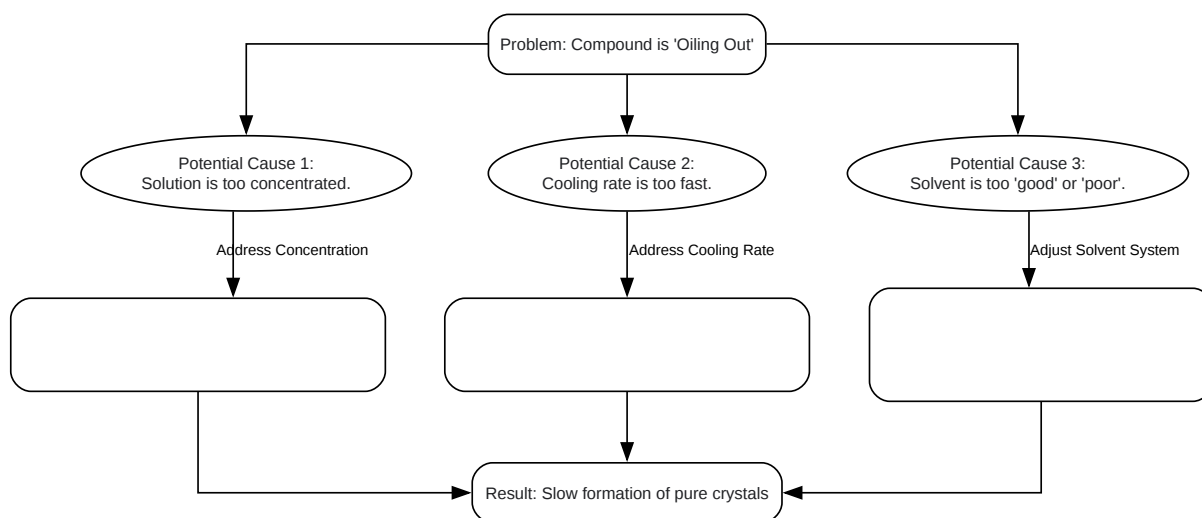 Problem: Compound is 'Oiling Out'
Potential Cause 1:
Solution is too concentrated.
Potential Cause 2:
Cooling rate is too fast.
Potential Cause 3:
Solvent is too 'good' or 'poor'.
Address Concentration
Address Cooling Rate
Adjust Solvent System
Result: Slow formation of pure crystals